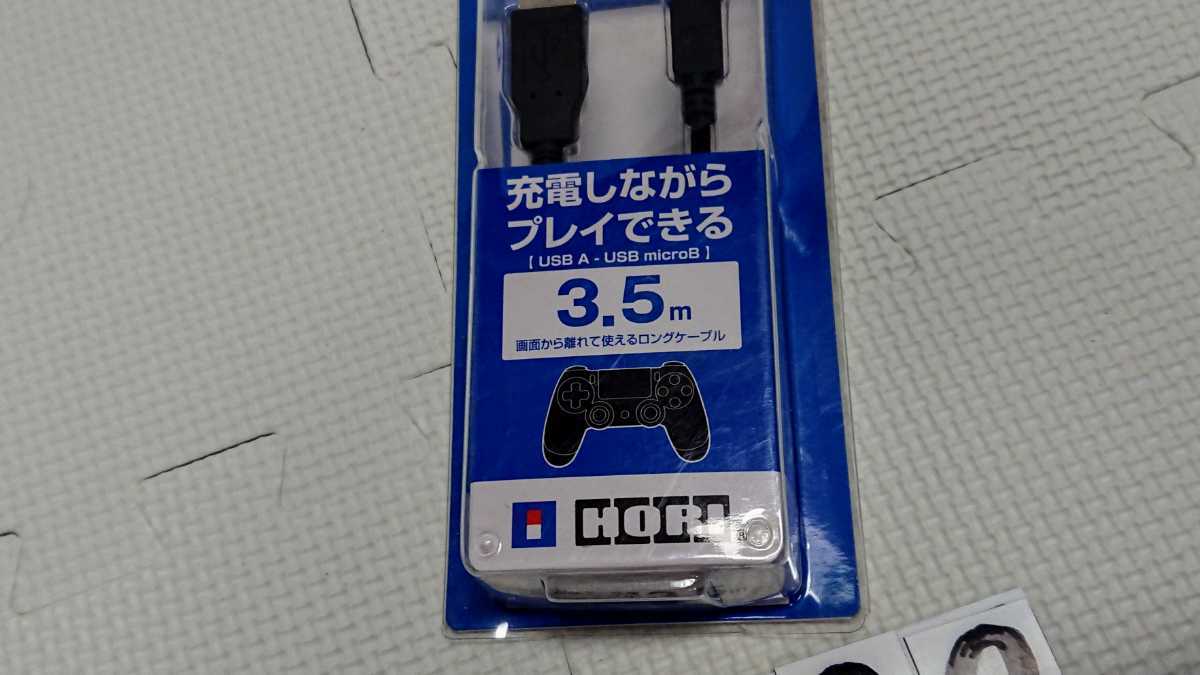 充電しながら
プレイできる
【 USB A - USB microB 】
3.5m
画面から離れて使えるロングケーブル
HORI